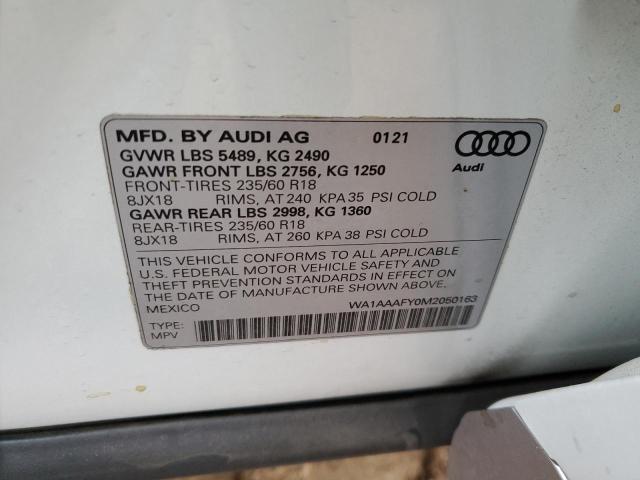 MFD. BY AUDI AG 0121
GVWR LBS 5489, KG 2490
GAWR FRONT LBS 2756, KG 1250
FRONT-TIRES 235/60 R18
8JX18 RIMS, AT 240 KPA 35 PSI COLD
GAWR REAR LBS 2998, KG 1360
REAR-TIRES 235/60 R18
8JX18 RIMS, AT 260 KPA 38 PSI COLD
Audi
THIS VEHICLE CONFORMS TO ALL APPLICABLE
U.S. FEDERAL MOTOR VEHICLE SAFETY AND
THEFT PREVENTION STANDARDS IN EFFECT ON
THE DATE OF MANUFACTURE SHOWN ABOVE.
MEXICO WA1AAAFY0M2050163
TYPE:
MPV